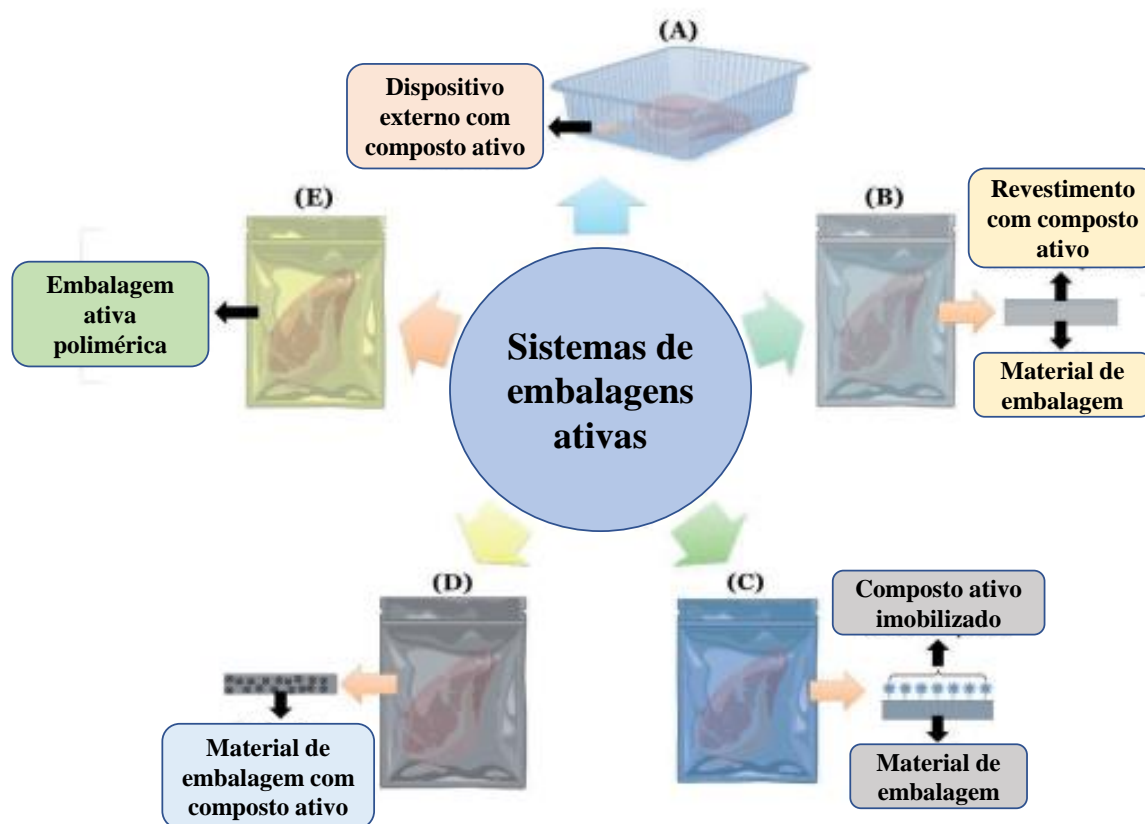 (A)
Dispositivo
externo com
composto ativo
(B)
Revestimento
com composto
ativo
Material de
embalagem
(E)
Embalagem
ativa
polimérica
Sistemas de
embalagens
ativas
(D)
Material de
embalagem com
composto ativo
(C)
Composto ativo
imobilizado
Material de
embalagem